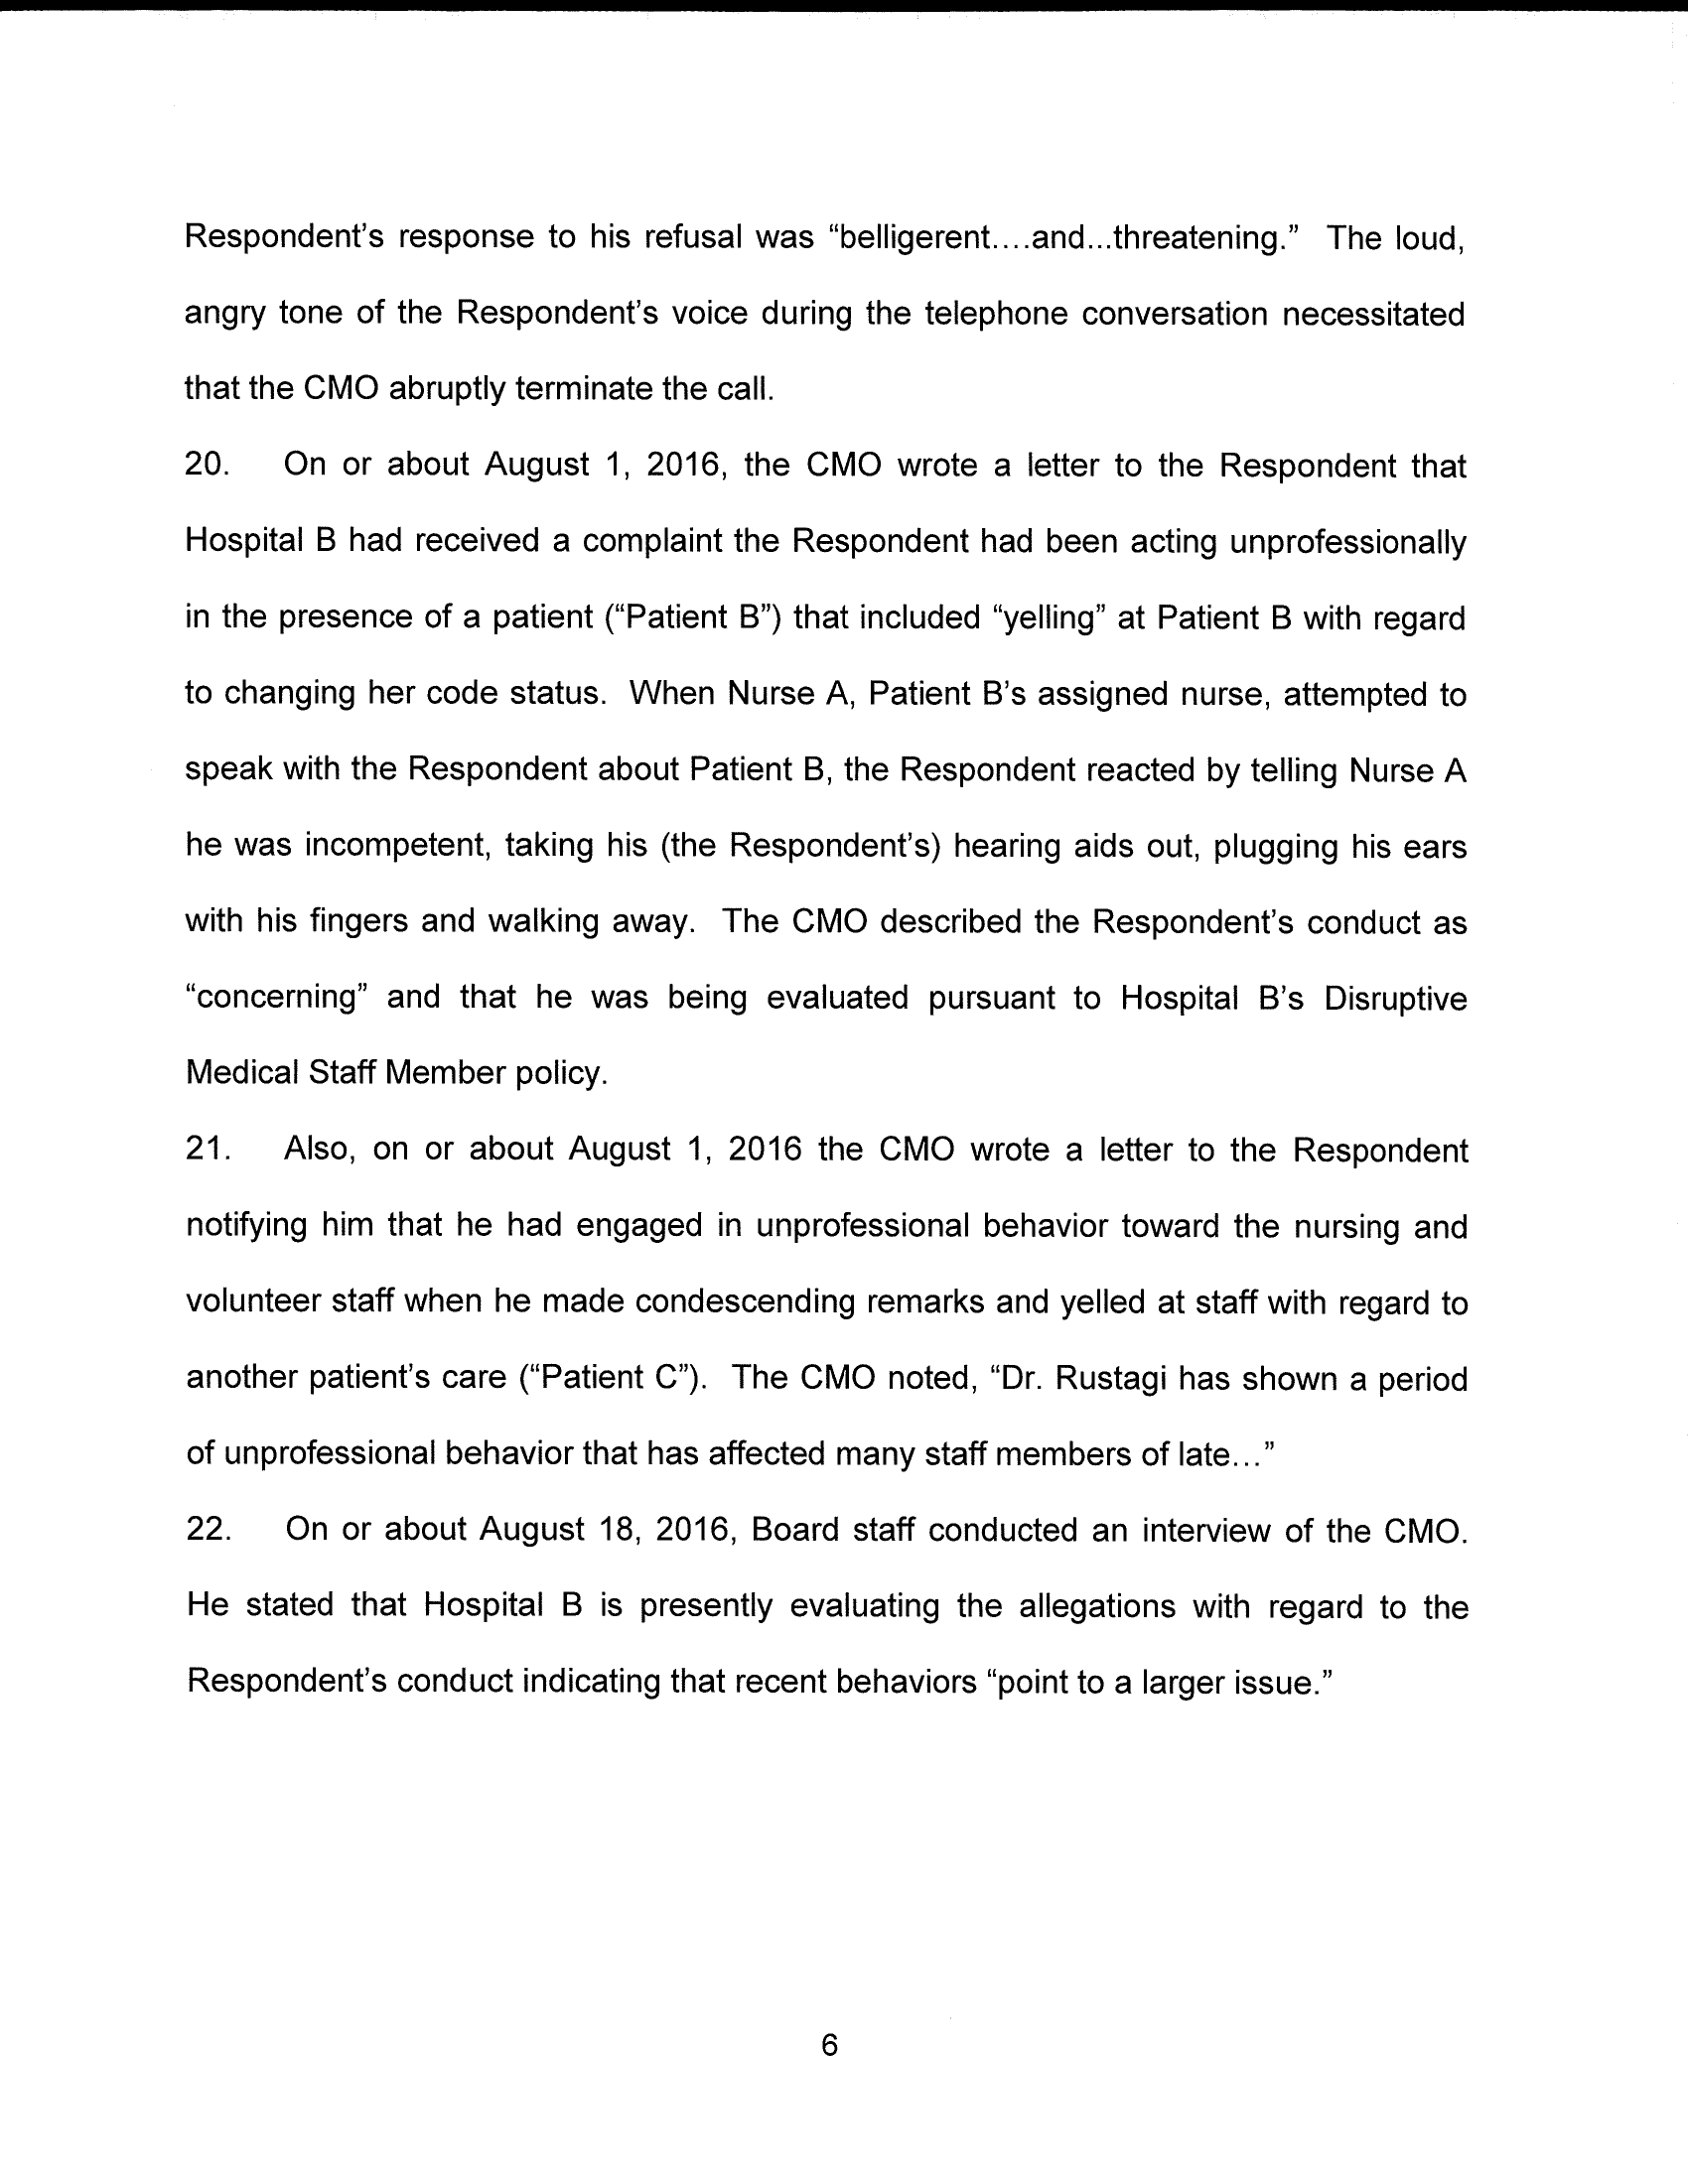 Respondent’s response to his refusal was “belligerent....and...threatening.” The loud,
angry tone of the Respondent’s voice during the telephone conversation necessitated
that the CMO abruptly terminate the call.
20. On or about August 1, 2016, the CMO wrote a letter to the Respondent that
Hospital B had received a complaint the Respondent had been acting unprofessionally
in the presence of a patient (“Patient B”) that included “yelling” at Patient B with regard
to changing her code status. When Nurse A, Patient B’s assigned nurse, attempted to
speak with the Respondent about Patient B, the Respondent reacted by telling Nurse A
he was incompetent, taking his (the Respondent’s) hearing aids out, plugging his ears
with his fingers and walking away. The CMO described the Respondent’s conduct as
“concerning” and that he was being evaluated pursuant to Hospital B’s Disruptive
Medical Staff Member policy.
21. Also, on or about August 1, 2016 the CMO wrote a letter to the Respondent
notifying him that he had engaged in unprofessional behavior toward the nursing and
volunteer staff when he made condescending remarks and yelled at staff with regard to
another patient’s care (“Patient C”). The CMO noted, “Dr. Rustagi has shown a period
of unprofessional behavior that has affected many staff members of late...”
22. On or about August 18, 2016, Board staff conducted an interview of the CMO.
He stated that Hospital B is presently evaluating the allegations with regard to the
Respondent’s conduct indicating that recent behaviors “point to a larger issue.”
6